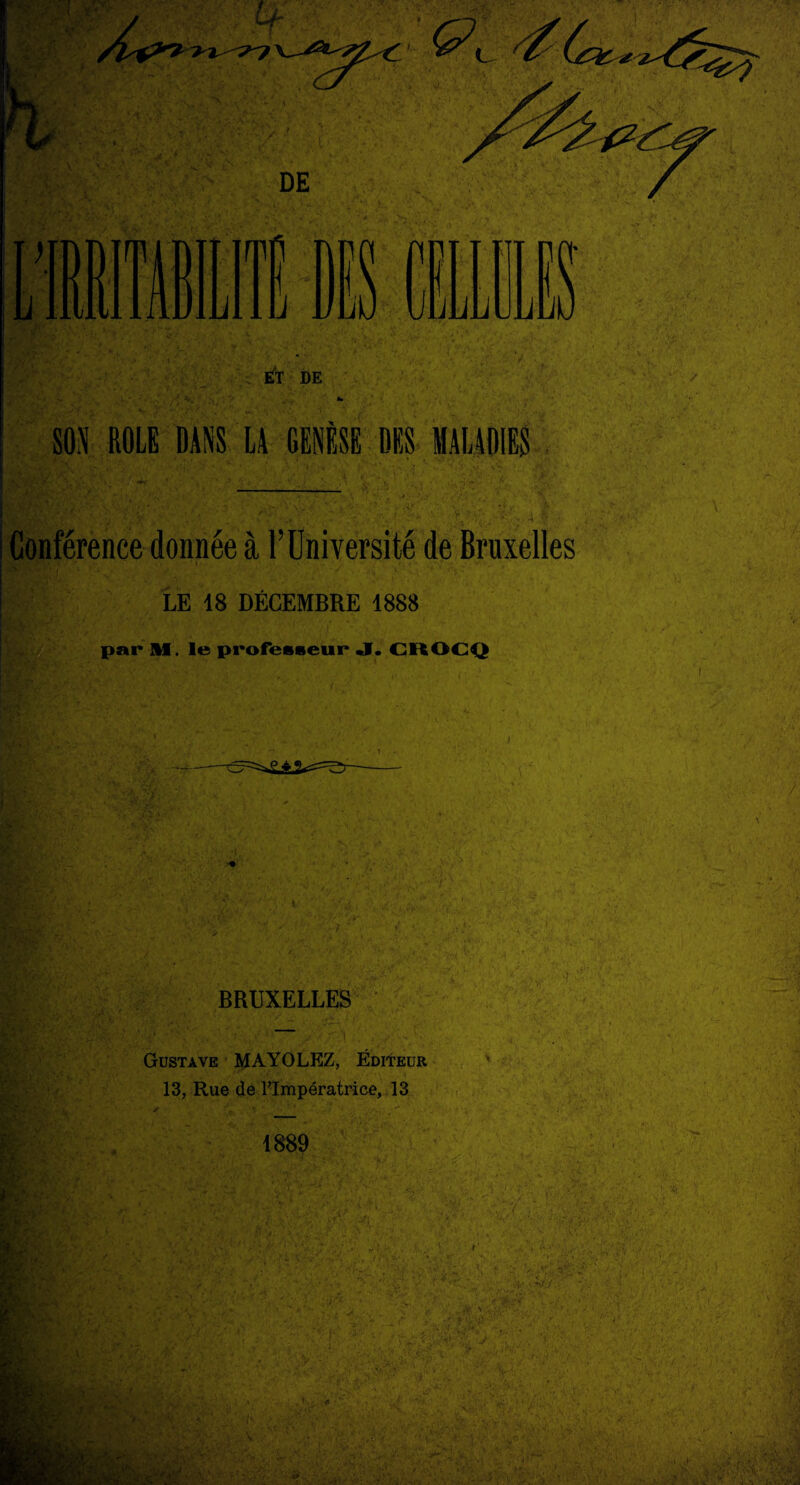 Hommage
DE
L'IRRITABILITÉ DES CELLULES
ET DE
SON ROLE DANS LA GENÈSE DES MALADIES
Conférence donnée à l'Université de Bruxelles
LE 18 DÉCEMBRE 1888
par M. le professeur J. CROCQ
BRUXELLES
GUSTAVE MAYOLEZ, ÉDITEUR
13, Rue de l'Impératrice, 13
1889